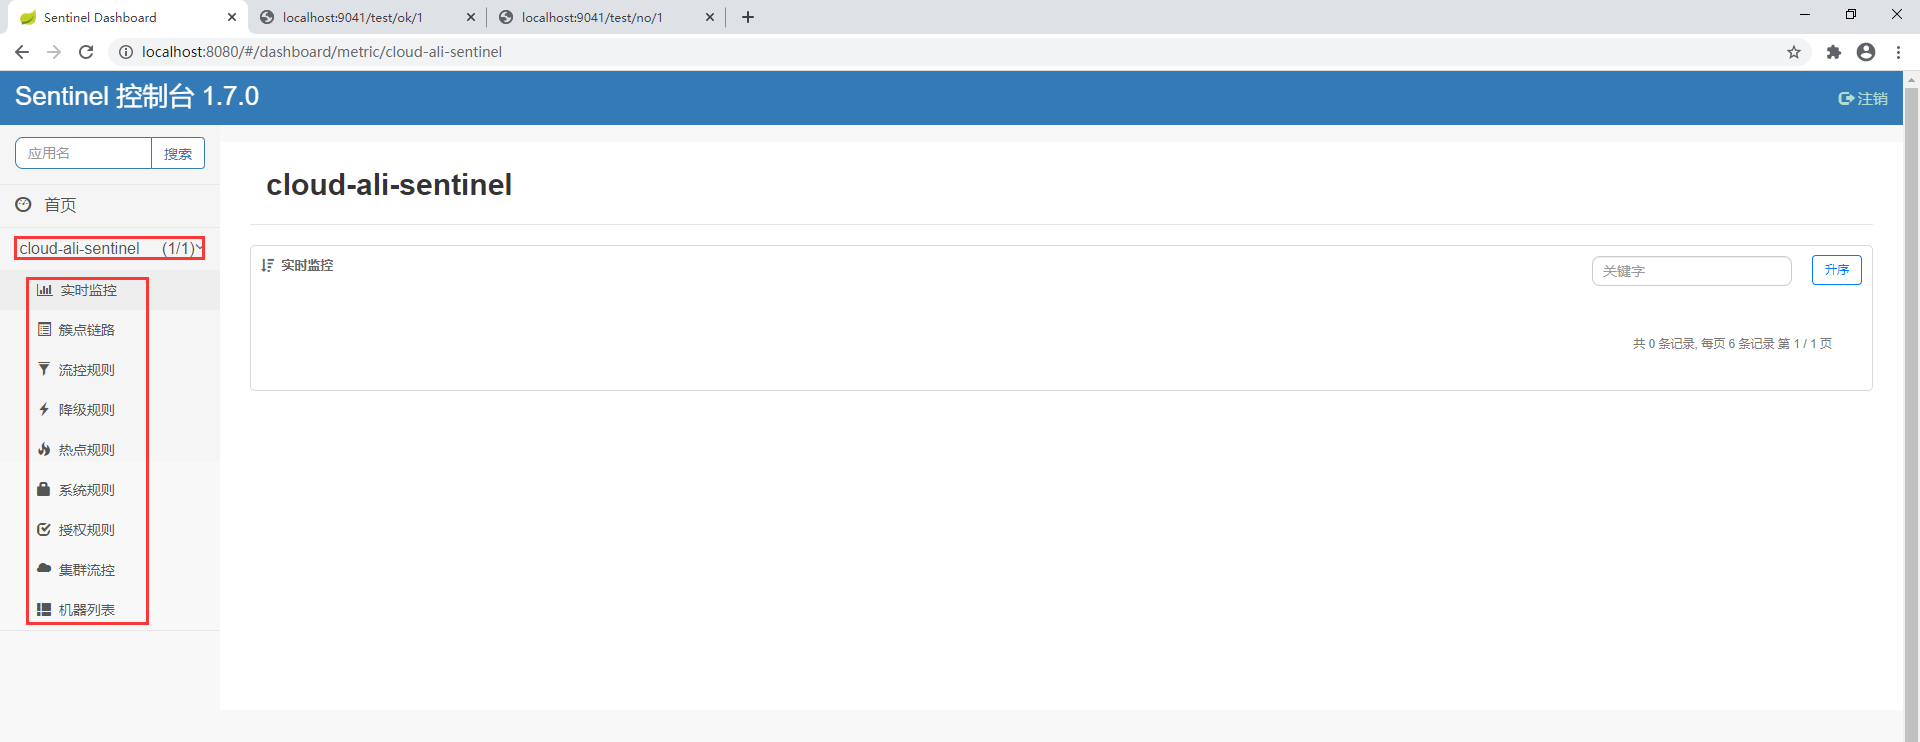 Sentinel Dashboard
localhost:9041/test/ok/1
localhost:9041/test/no/1
localhost:8080/#/dashboard/metric/cloud-ali-sentinel
Sentinel 控制台 1.7.0
注销
应用名
搜索
首页
cloud-ali-sentinel (1/1)
实时监控
簇点链路
流控规则
降级规则
热点规则
系统规则
授权规则
集群流控
机器列表
cloud-ali-sentinel
实时监控
关键字
升序
共 0 条记录, 每页 6 条记录 第 1 / 1 页